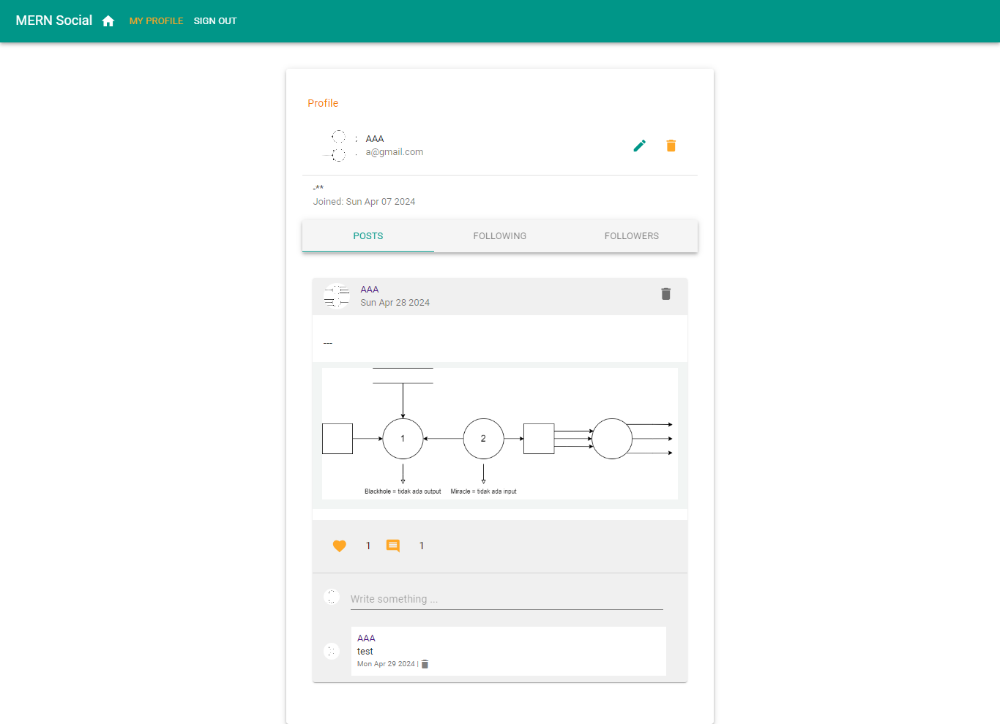 MERN Social MY PROFILE SIGN OUT
Profile
AAA
a@gmail.com
-**
Joined: Sun Apr 07 2024
POSTS FOLLOWING FOLLOWERS
AAA
Sun Apr 28 2024
---
1 2
Blackhole = tidak ada output Miracle = tidak ada input
1 1
Write something ...
AAA
test
Mon Apr 29 2024 |